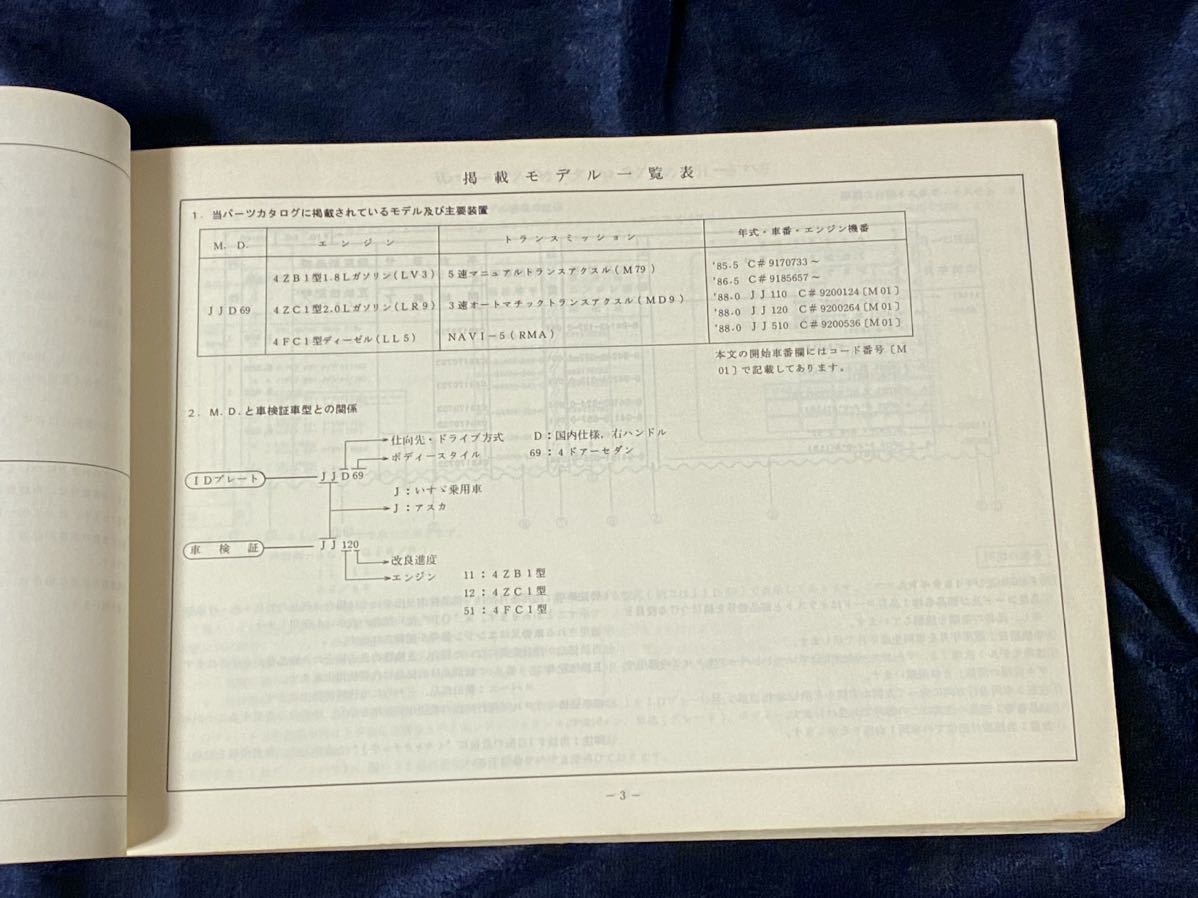 掲載モデル一覧表
1. 当パーツカタログに掲載されているモデル及び主要装置
M. D. エンジン トランスミッション 年式・車番・エンジン機番
JJD69
4ZB1型1.8Lガソリン(LV3) 5速マニュアルトランスアクスル(M79)
4ZC1型2.0Lガソリン(LR9) 3速オートマチックトランスアクスル(MD9)
4FC1型ディーゼル(LL5) NAVI-5(RMA)
'85.5 C#9170733~
'86.5 C#9185657~
'88.0 JJ110 C#9200124〔M01〕
'88.0 JJ120 C#9200264〔M01〕
'88.0 JJ510 C#9200536〔M01〕
本文の開始車番欄にはコード番号〔M
01〕で記載してあります。
2. M.D.と車検証車型との関係
仕向先・ドライブ方式 D:国内仕様,右ハンドル
ボディースタイル 69:4ドアーセダン
IDプレート JJD69
J:いすゞ乗用車
J:アスカ
車検証 JJ120
改良進度
エンジン 11:4ZB1型
12:4ZC1型
51:4FC1型
-3-